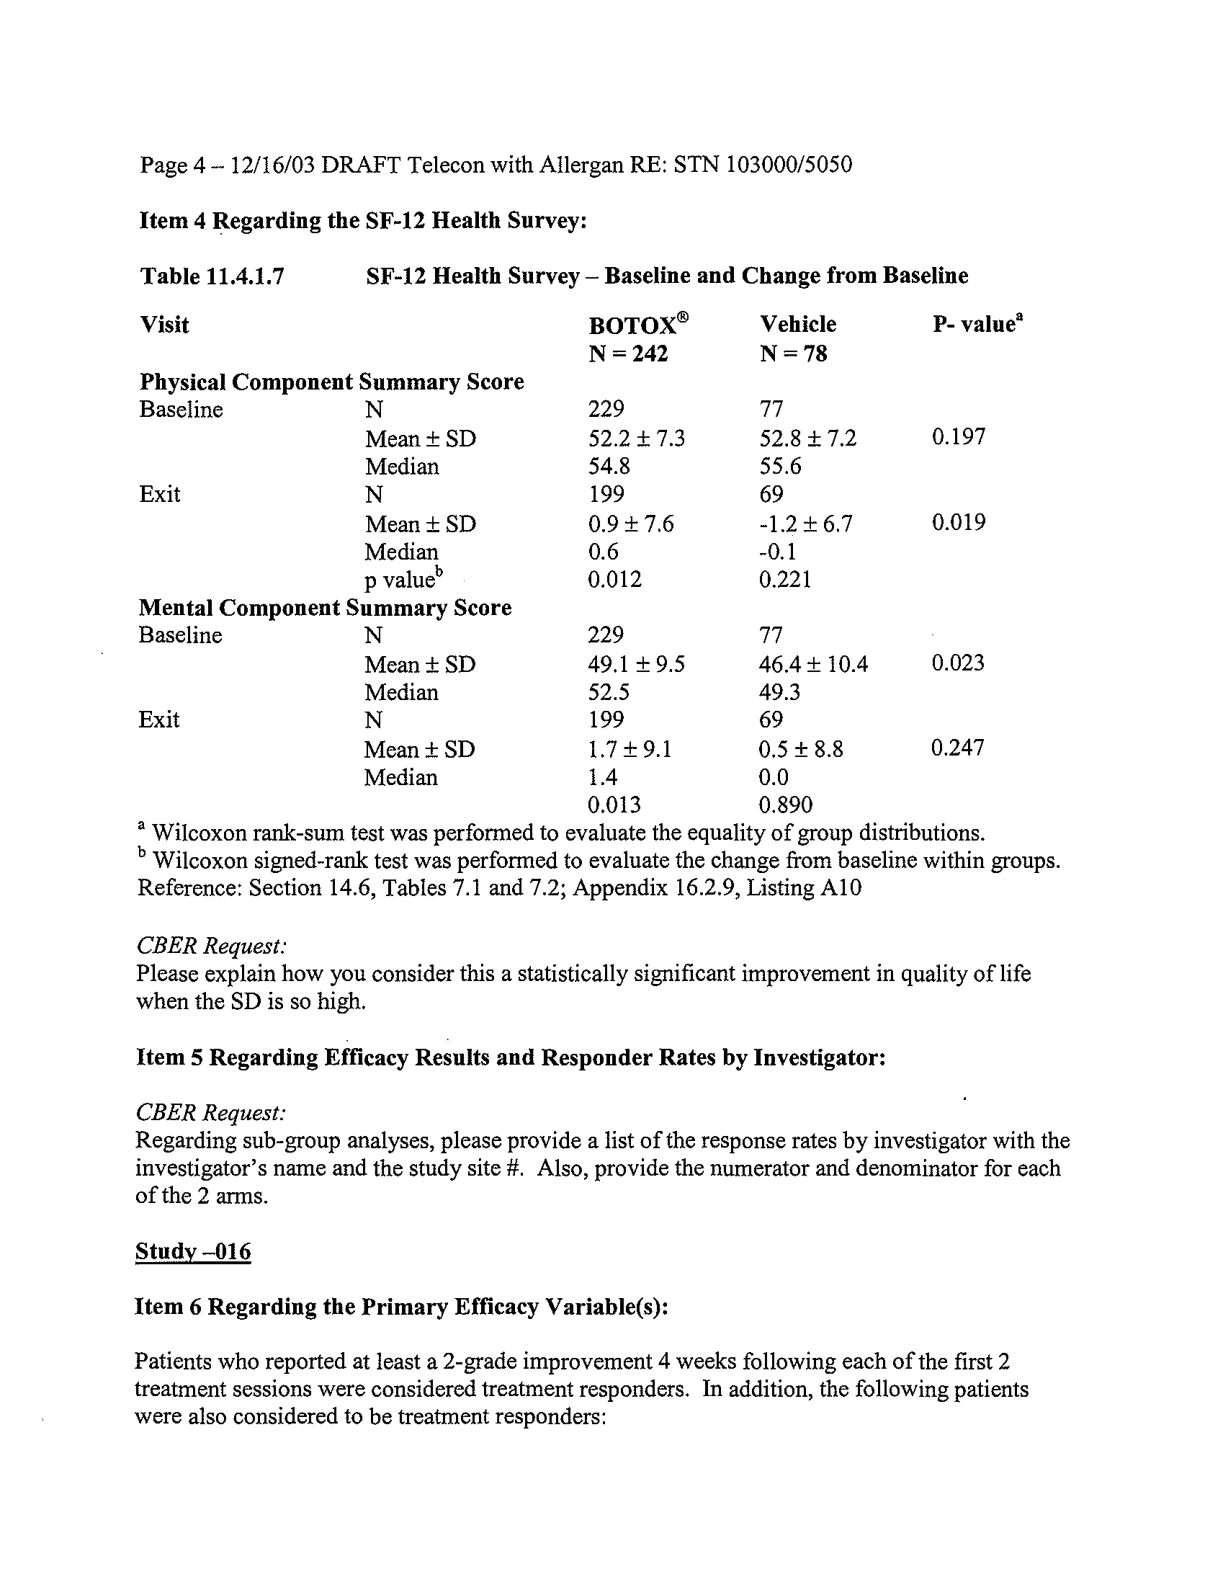 Page 4 – 12/16/03 DRAFT Telecon with Allergan RE: STN 103000/5050
Item 4 Regarding the SF-12 Health Survey:
Table 11.4.1.7 SF-12 Health Survey – Baseline and Change from Baseline
Visit BOTOX® Vehicle P- valueᵃ
N = 242 N = 78
Physical Component Summary Score
Baseline N 229 77
Mean ± SD 52.2 ± 7.3 52.8 ± 7.2 0.197
Median 54.8 55.6
Exit N 199 69
Mean ± SD 0.9 ± 7.6 -1.2 ± 6.7 0.019
Median 0.6 -0.1
p valueᵇ 0.012 0.221
Mental Component Summary Score
Baseline N 229 77
Mean ± SD 49.1 ± 9.5 46.4 ± 10.4 0.023
Median 52.5 49.3
Exit N 199 69
Mean ± SD 1.7 ± 9.1 0.5 ± 8.8 0.247
Median 1.4 0.0
0.013 0.890
ᵃ Wilcoxon rank-sum test was performed to evaluate the equality of group distributions.
ᵇ Wilcoxon signed-rank test was performed to evaluate the change from baseline within groups.
Reference: Section 14.6, Tables 7.1 and 7.2; Appendix 16.2.9, Listing A10
CBER Request:
Please explain how you consider this a statistically significant improvement in quality of life
when the SD is so high.
Item 5 Regarding Efficacy Results and Responder Rates by Investigator:
CBER Request:
Regarding sub-group analyses, please provide a list of the response rates by investigator with the
investigator's name and the study site #. Also, provide the numerator and denominator for each
of the 2 arms.
Study –016
Item 6 Regarding the Primary Efficacy Variable(s):
Patients who reported at least a 2-grade improvement 4 weeks following each of the first 2
treatment sessions were considered treatment responders. In addition, the following patients
were also considered to be treatment responders: